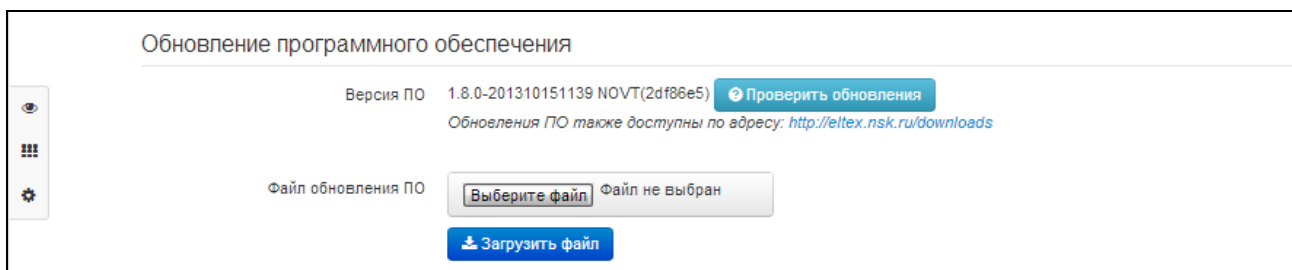 Обновление программного обеспечения
Версия ПО 1.8.0-201310151139 NOVT(2df86e5) Проверить обновления
Обновления ПО также доступны по адресу: http://eltex.nsk.ru/downloads
Файл обновления ПО Выберите файл Файл не выбран
Загрузить файл